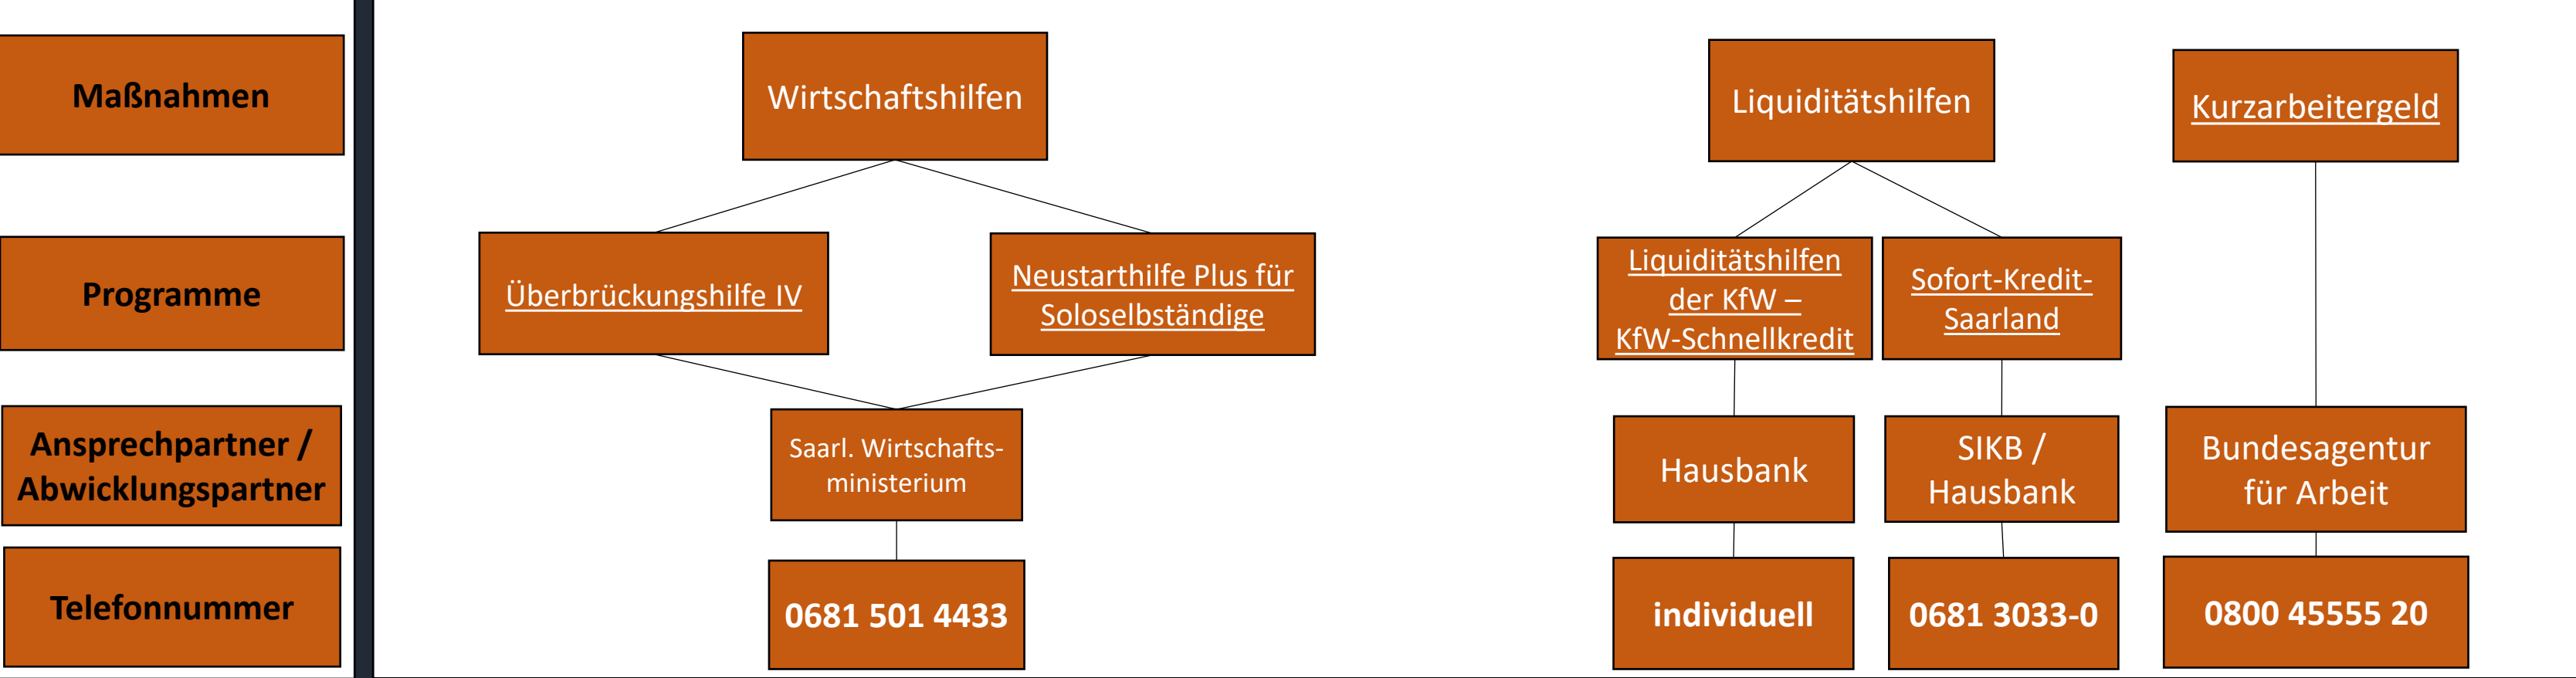 Maßnahmen
Wirtschaftshilfen
Liquiditätshilfen
Kurzarbeitergeld
Programme
Überbrückungshilfe IV
Neustarthilfe Plus für
Soloselbständige
Liquiditätshilfen
der KfW –
KfW-Schnellkredit
Sofort-Kredit-
Saarland
Ansprechpartner /
Abwicklungspartner
Saarl. Wirtschafts-
ministerium
Hausbank
SIKB /
Hausbank
Bundesagentur
für Arbeit
Telefonnummer
0681 501 4433
individuell
0681 3033-0
0800 45555 20